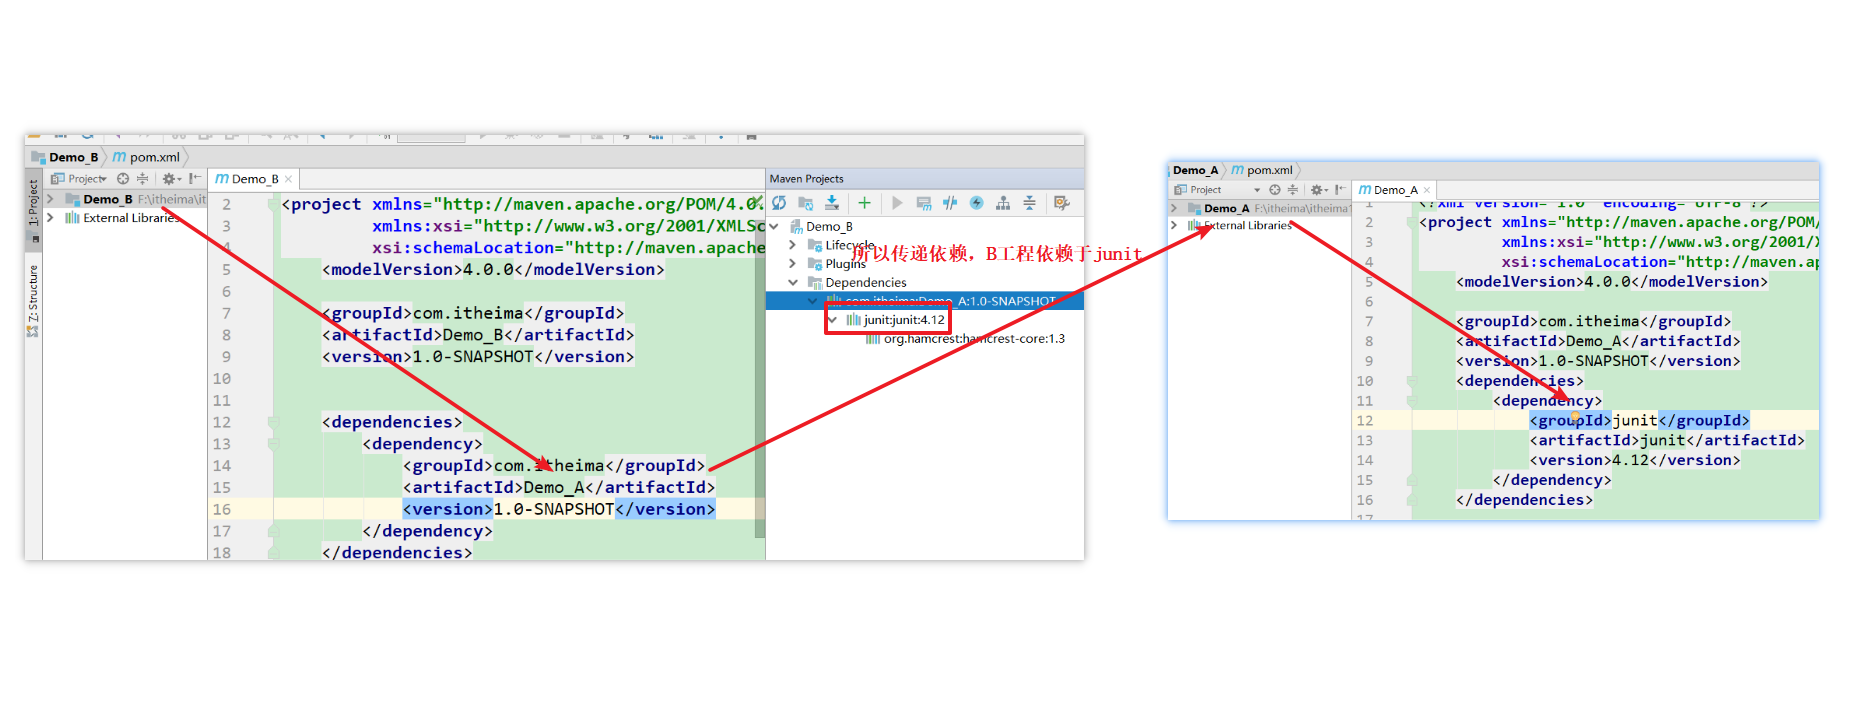 Demo_B
pom.xml
Project
Demo_B
1: Project
Demo_B F:\itheima\it
External Libraries
Z: Structure
2 <project xmlns="http://maven.apache.org/POM/4.0.
3 xmlns:xsi="http://www.w3.org/2001/XMLSc
4 xsi:schemaLocation="http://maven.apache
5 <modelVersion>4.0.0</modelVersion>
6
7 <groupId>com.itheima</groupId>
8 <artifactId>Demo_B</artifactId>
9 <version>1.0-SNAPSHOT</version>
10
11
12 <dependencies>
13 <dependency>
14 <groupId>com.itheima</groupId>
15 <artifactId>Demo_A</artifactId>
16 <version>1.0-SNAPSHOT</version>
17 </dependency>
18 </dependencies>
Maven Projects
Demo_B
Lifecycle
所以传递依赖，B工程依赖于junit
Plugins
Dependencies
com.itheima:Demo_A:1.0-SNAPSHOT
junit:junit:4.12
org.hamcrest:hamcrest-core:1.3
Demo_A
pom.xml
Project
Demo_A
Demo_A F:\itheima\itheima1
External Libraries
1 <?xml version="1.0" encoding="UTF-8"?>
2 <project xmlns="http://maven.apache.org/POM/
3 xmlns:xsi="http://www.w3.org/2001/X
4 xsi:schemaLocation="http://maven.apa
5 <modelVersion>4.0.0</modelVersion>
6
7 <groupId>com.itheima</groupId>
8 <artifactId>Demo_A</artifactId>
9 <version>1.0-SNAPSHOT</version>
10 <dependencies>
11 <dependency>
12 <groupId>junit</groupId>
13 <artifactId>junit</artifactId>
14 <version>4.12</version>
15 </dependency>
16 </dependencies>
17